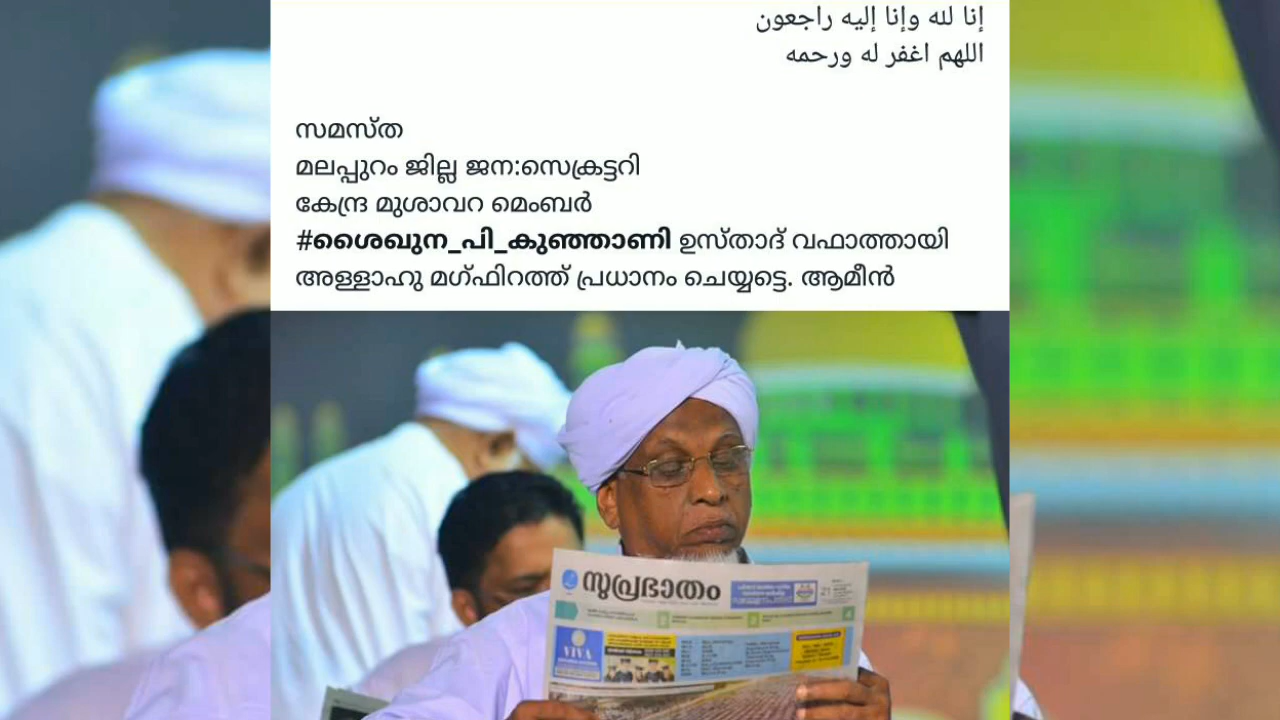 إنا لله وإنا إليه راجعون
اللهم اغفر له ورحمه
സമസ്ത
മലപ്പുറം ജില്ല ജന:സെക്രട്ടറി
കേന്ദ്ര മുശാവറ മെംബർ
#ശൈഖുന_പി_കുഞ്ഞാണി ഉസ്താദ് വഫാത്തായി
അള്ളാഹു മഗ്ഫിറത്ത് പ്രധാനം ചെയ്യട്ടെ. ആമീൻ
സുപ്രഭാതം
VIVA